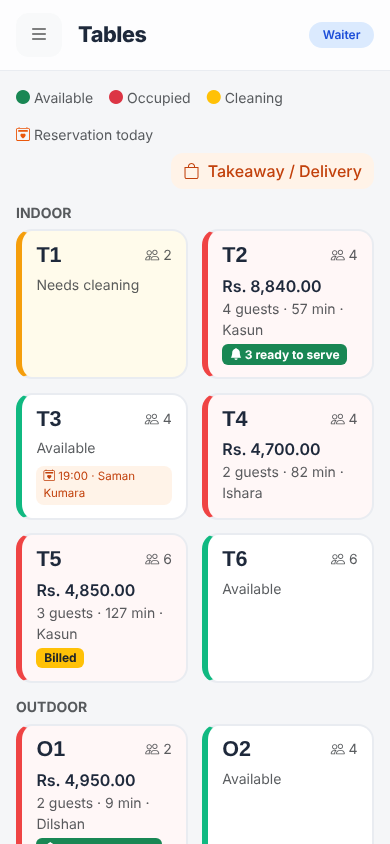 Tables
Waiter
Available
Occupied
Cleaning
Reservation today
Takeaway / Delivery
INDOOR
T1
2
Needs cleaning
T2
4
Rs. 8,840.00
4 guests · 57 min ·
Kasun
3 ready to serve
T3
4
Available
19:00 · Saman
Kumara
T4
4
Rs. 4,700.00
2 guests · 82 min ·
Ishara
T5
6
Rs. 4,850.00
3 guests · 127 min ·
Kasun
Billed
T6
6
Available
OUTDOOR
O1
2
Rs. 4,950.00
2 guests · 9 min ·
Dilshan
O2
4
Available